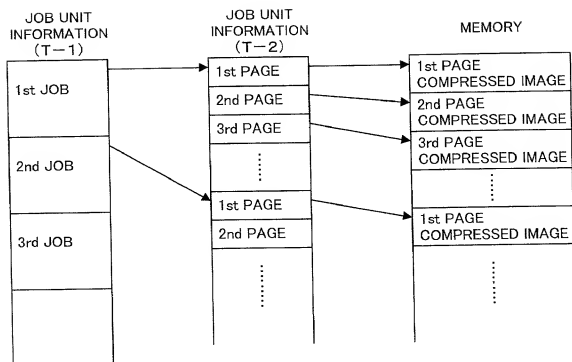 JOB UNIT
INFORMATION
(T-1)
1st JOB
2nd JOB
3rd JOB
JOB UNIT
INFORMATION
(T-2)
1st PAGE
2nd PAGE
3rd PAGE
1st PAGE
2nd PAGE
MEMORY
1st PAGE
COMPRESSED IMAGE
2nd PAGE
COMPRESSED IMAGE
3rd PAGE
COMPRESSED IMAGE
1st PAGE
COMPRESSED IMAGE